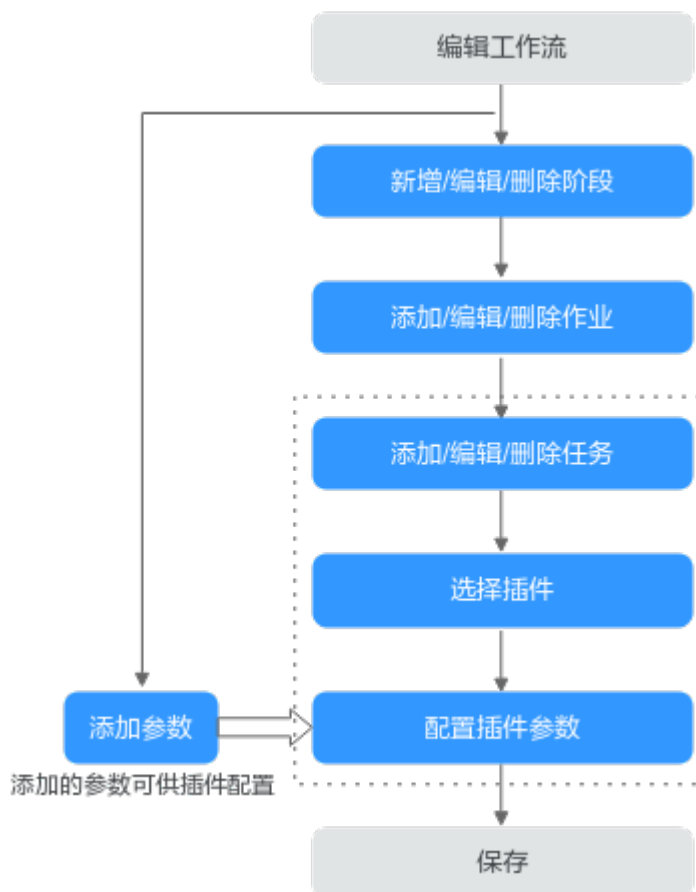 编辑工作流
新增/编辑/删除阶段
添加/编辑/删除作业
添加/编辑/删除任务
选择插件
添加参数
配置插件参数
添加的参数可供插件配置
保存